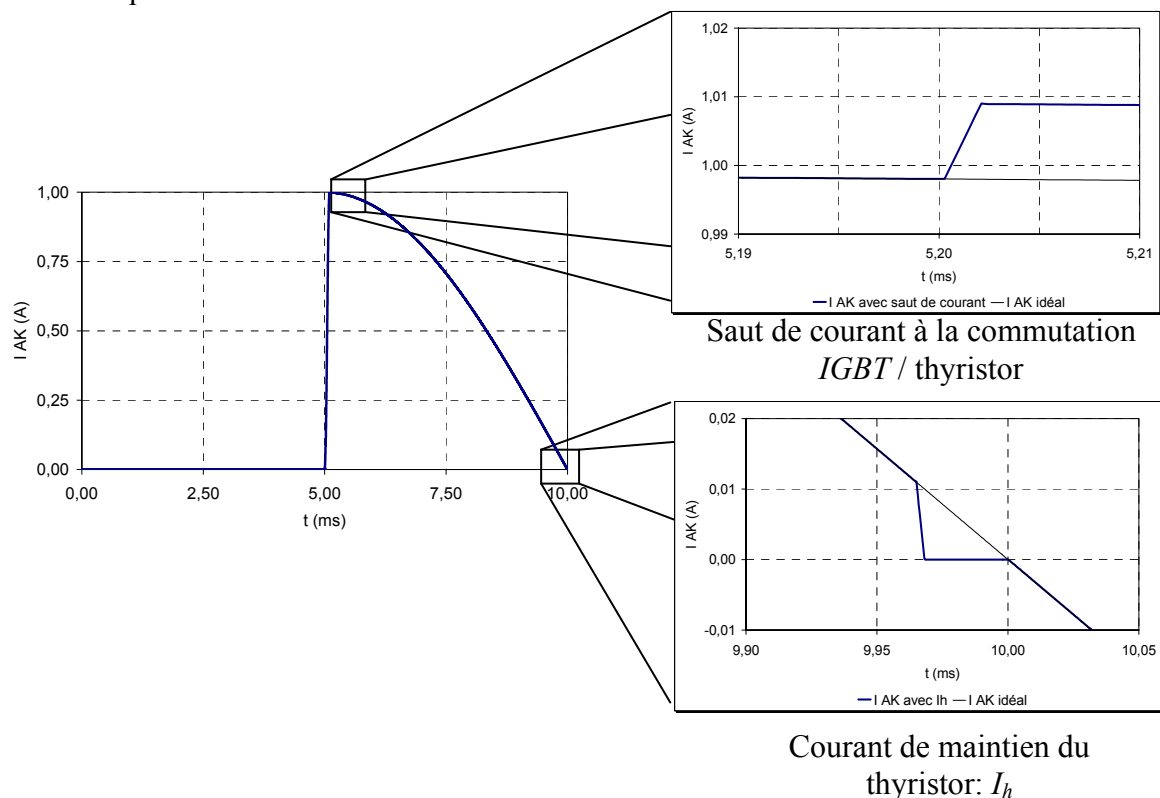 1,02
1,01
1,00
0,99
I AK (A)
5,19 5,20 5,21
t (ms)
I AK avec saut de courant I AK idéal
Saut de courant à la commutation
IGBT / thyristor
1,00
0,75
0,50
0,25
0,00
I AK (A)
0,00 2,50 5,00 7,50 10,00
t (ms)
0,02
0,01
0,00
-0,01
I AK (A)
9,90 9,95 10,00 10,05
t (ms)
I AK avec Ih I AK idéal
Courant de maintien du
thyristor: Ih